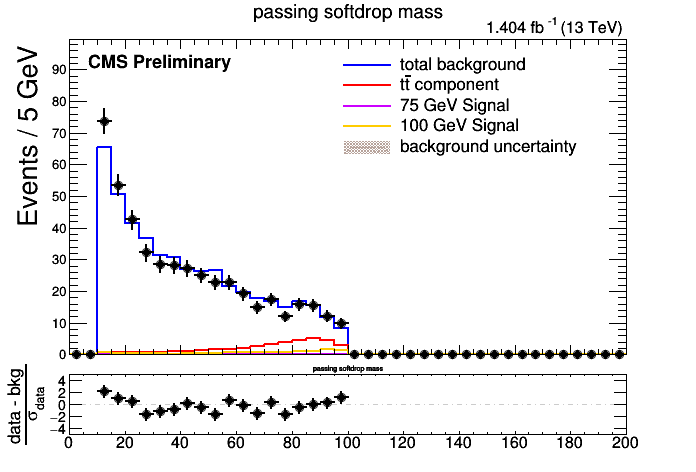 passing softdrop mass
1.404 fb⁻¹ (13 TeV)
CMS Preliminary
total background
tt̄ component
75 GeV Signal
100 GeV Signal
background uncertainty
Events / 5 GeV
90
80
70
60
50
40
30
20
10
0
passing softdrop mass
data - bkg
σ data
4
2
0
−2
−4
0 20 40 60 80 100 120 140 160 180 200